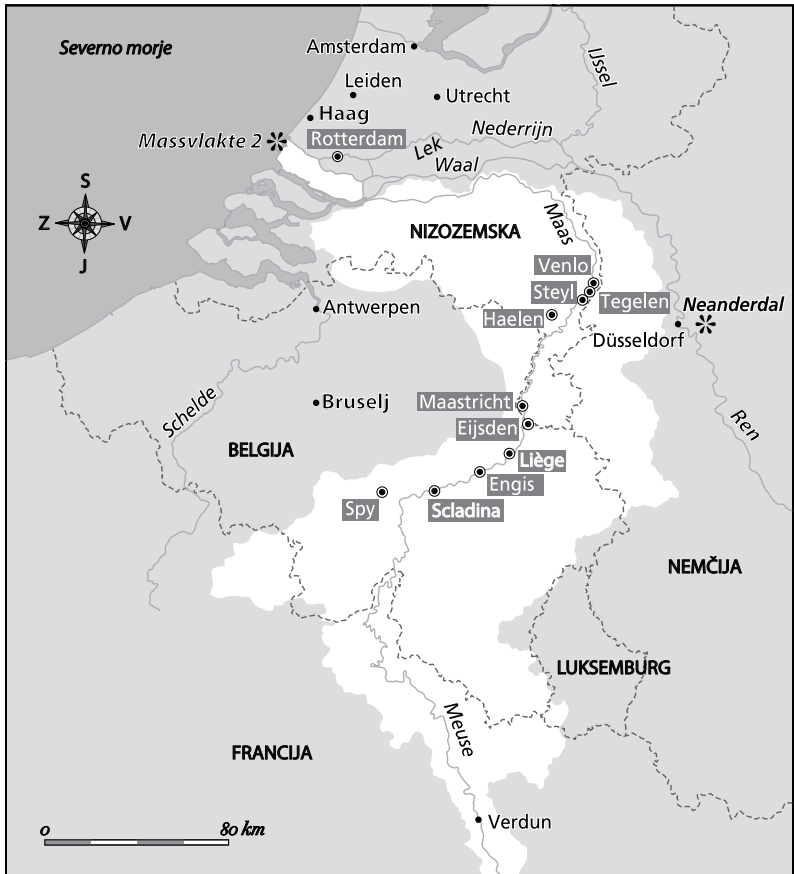 Severno morje
Amsterdam
IJssel
Leiden
Utrecht
Haag
Massvlakte 2
Rotterdam
Nederrijn
Lek
Waal
S
Z
V
J
NIZOZEMSKA
Maas
Venlo
Steyl
Tegelen
Neanderdal
Haelen
Antwerpen
Düsseldorf
Schelde
Bruselj
Maastricht
Eijsden
Ren
BELGIJA
Liège
Engis
Spy
Scladina
NEMČIJA
LUKSEMBURG
Meuse
FRANCIJA
Verdun
0
80 km